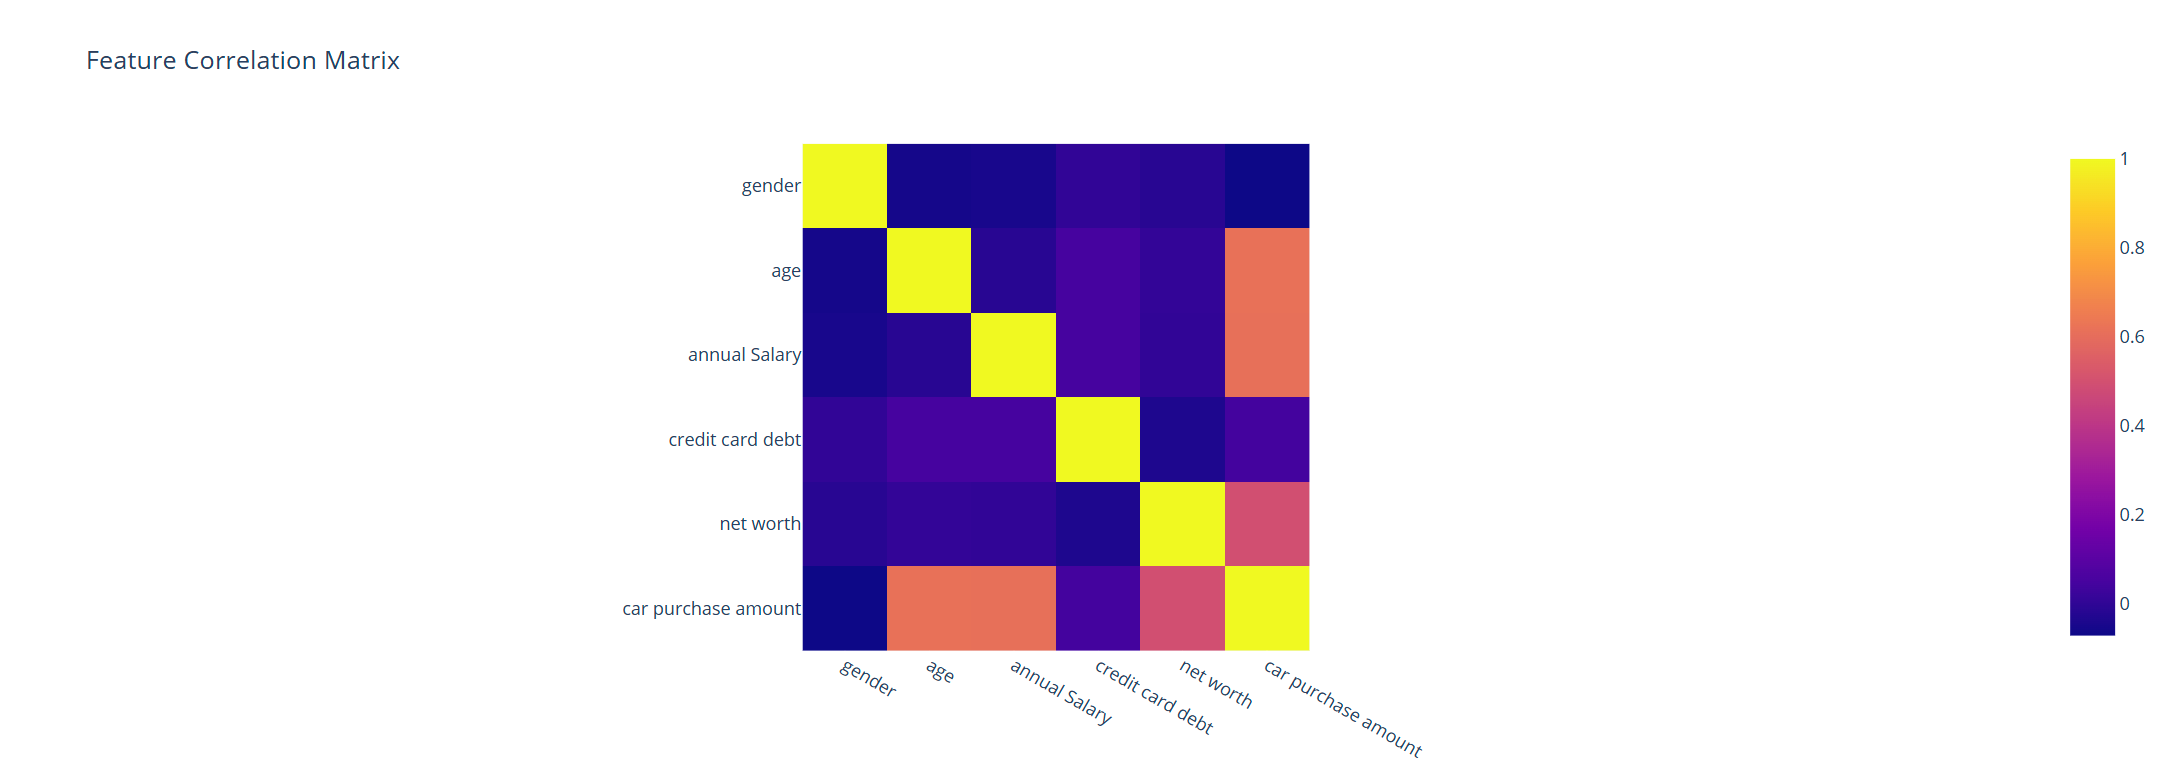 Feature Correlation Matrix
gender
age
annual Salary
credit card debt
net worth
car purchase amount
gender
age
annual Salary
credit card debt
net worth
car purchase amount
1
0.8
0.6
0.4
0.2
0